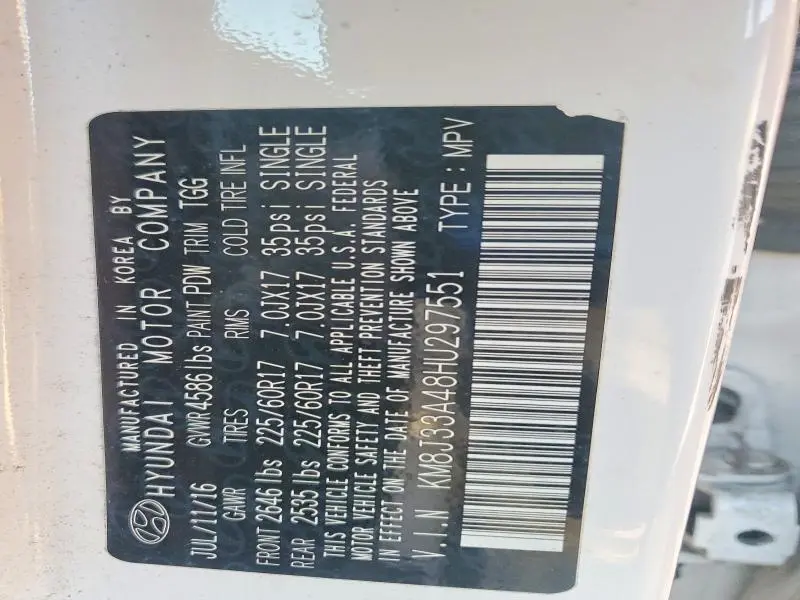 MANUFACTURED IN KOREA BY
HYUNDAI MOTOR COMPANY
JUL/11/16 GVWR 4586 lbs PAINT PDW TRIM TGG
GAWR TIRES RIMS COLD TIRE INFL
FRONT 2646 lbs 225/60R17 7.0JX17 35psi SINGLE
REAR 2535 lbs 225/60R17 7.0JX17 35psi SINGLE
THIS VEHICLE CONFORMS TO ALL APPLICABLE U.S.A. FEDERAL
MOTOR VEHICLE SAFETY AND THEFT PREVENTION STANDARDS
IN EFFECT ON THE DATE OF MANUFACTURE SHOWN ABOVE
V.I.N KM8J33A48HU297551 TYPE : MPV